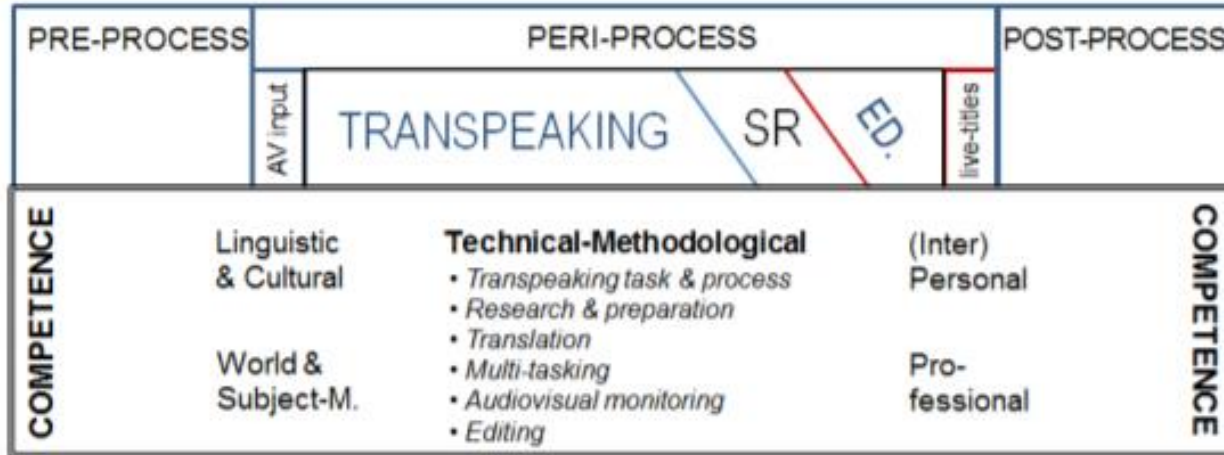 PRE-PROCESS
PERI-PROCESS
POST-PROCESS
AV input
TRANSPEAKING
SR
ED.
live-titles
COMPETENCE
Linguistic
& Cultural
World &
Subject-M.
Technical-Methodological
• Transpeaking task & process
• Research & preparation
• Translation
• Multi-tasking
• Audiovisual monitoring
• Editing
(Inter)
Personal
Pro-
fessional
COMPETENCE